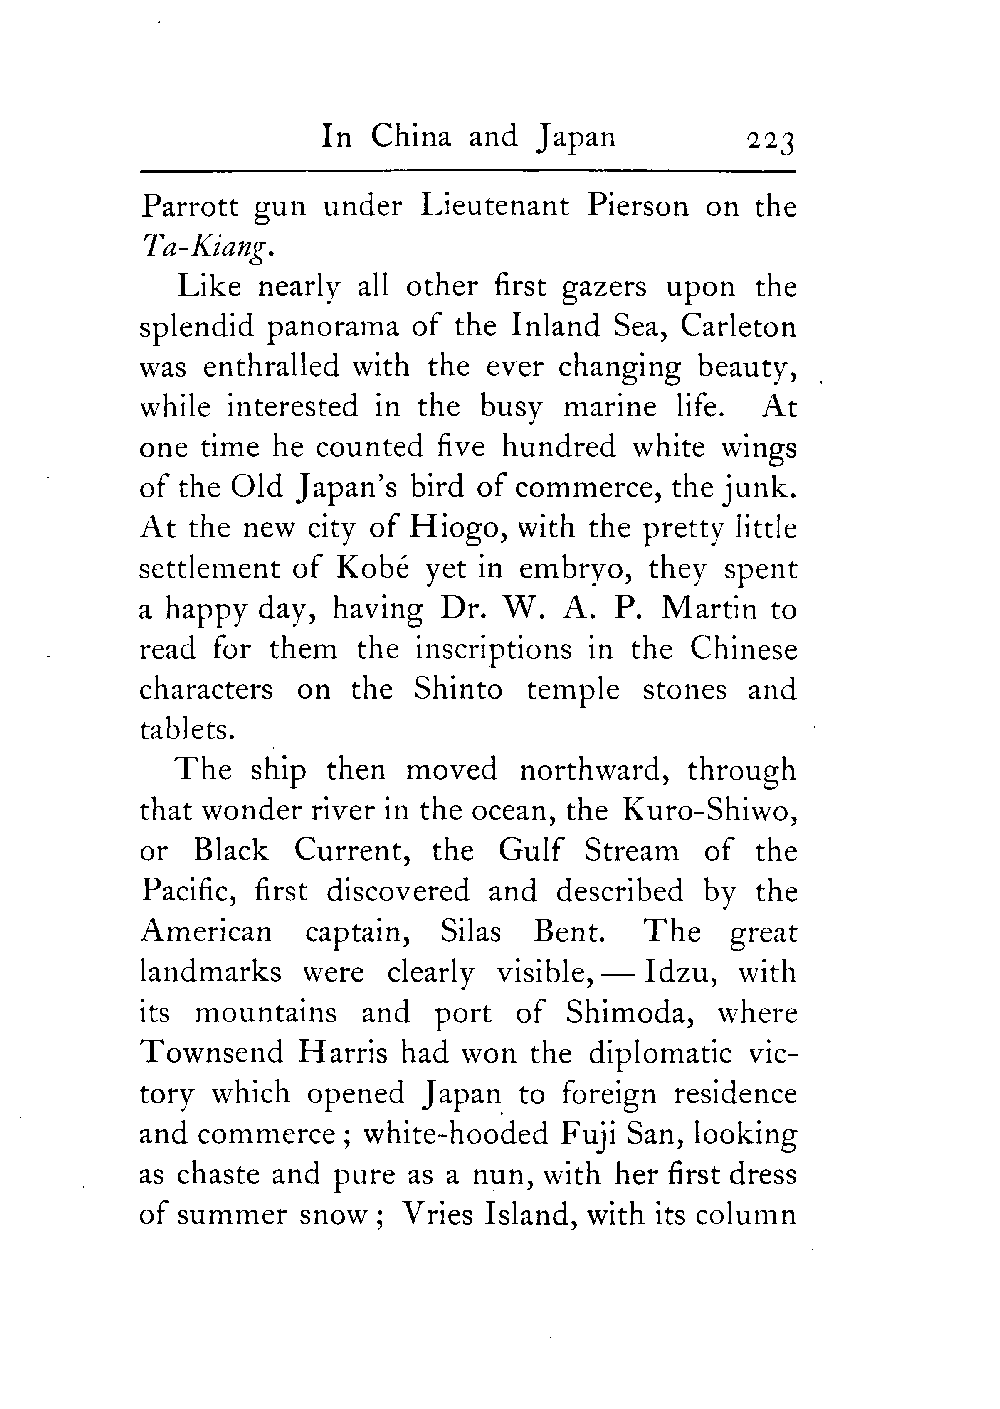 In China and Japan 223
Parrott gun under Lieutenant Pierson on the
Ta-Kiang.
Like nearly all other first gazers upon the
splendid panorama of the Inland Sea, Carleton
was enthralled with the ever changing beauty,
while interested in the busy marine life. At
one time he counted five hundred white wings
of the Old Japan's bird of commerce, the junk.
At the new city of Hiogo, with the pretty little
settlement of Kobé yet in embryo, they spent
a happy day, having Dr. W. A. P. Martin to
read for them the inscriptions in the Chinese
characters on the Shinto temple stones and
tablets.
The ship then moved northward, through
that wonder river in the ocean, the Kuro-Shiwo,
or Black Current, the Gulf Stream of the
Pacific, first discovered and described by the
American captain, Silas Bent. The great
landmarks were clearly visible, — Idzu, with
its mountains and port of Shimoda, where
Townsend Harris had won the diplomatic vic-
tory which opened Japan to foreign residence
and commerce ; white-hooded Fuji San, looking
as chaste and pure as a nun, with her first dress
of summer snow ; Vries Island, with its column